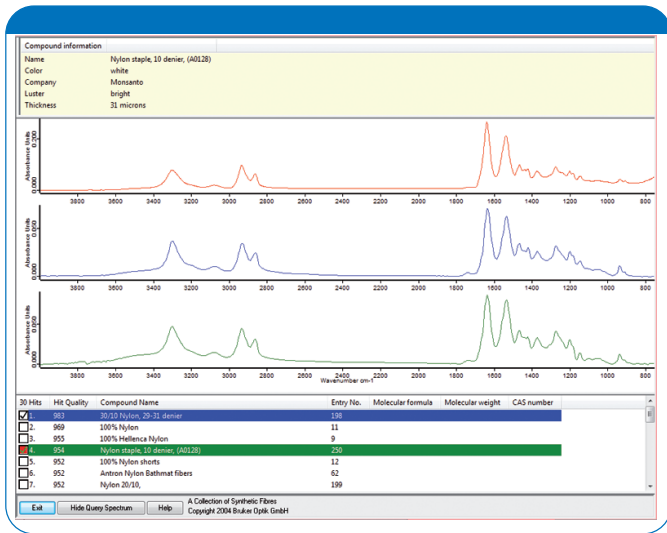 Compound information
Name Nylon staple, 10 denier, (A0128)
Color white
Company Monsanto
Luster bright
Thickness 31 microns
Absorbance Units
0.200
0.000
3800 3600 3400 3200 3000 2800 2600 2400 2200 2000 1800 1600 1400 1200 1000 800
Absorbance Units
0.000
3800 3600 3400 3200 3000 2800 2600 2400 2200 2000 1800 1600 1400 1200 1000 800
Absorbance Units
0.050
0.000
3800 3600 3400 3200 3000 2800 2600 2400 2200 2000 1800 1600 1400 1200 1000 800
Wavenumber cm-1
30 Hits Hit Quality Compound Name Entry No. Molecular formula Molecular weight CAS number
1. 983 30/10 Nylon, 29-31 denier 198
2. 969 100% Nylon 11
3. 955 100% Hellenca Nylon 9
4. 954 Nylon staple, 10 denier, (A0128) 250
5. 952 100% Nylon shorts 12
6. 952 Antron Nylon Bathmat fibers 62
7. 952 Nylon 20/10, 199
Exit Hide Query Spectrum Help A Collection of Synthetic Fibres
Copyright 2004 Bruker Optik GmbH